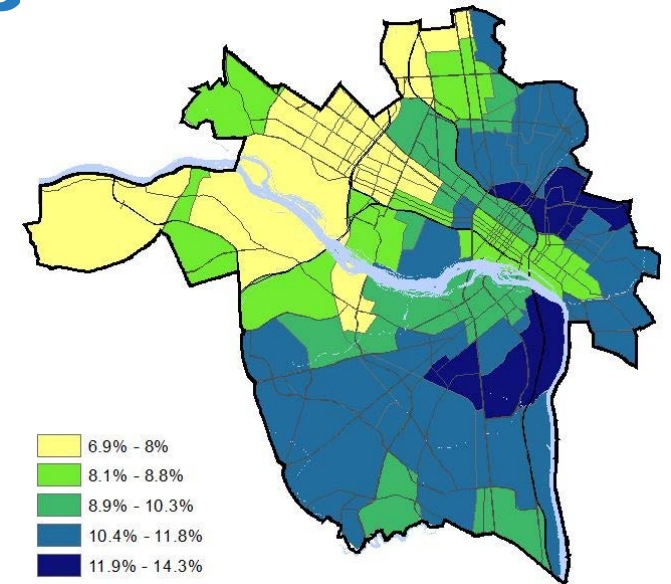 6.9% - 8%
8.1% - 8.8%
8.9% - 10.3%
10.4% - 11.8%
11.9% - 14.3%